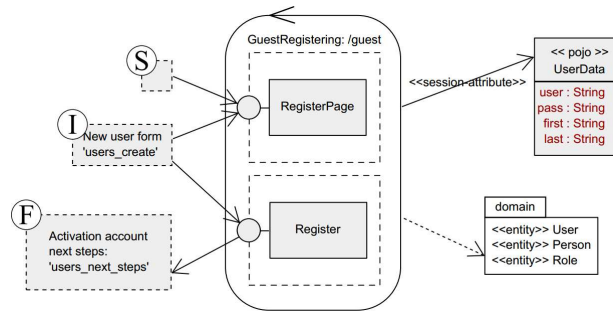 GuestRegistering: /guest
S
RegisterPage
<<session-attribute>>
<< pojo >>
UserData
user : String
pass : String
first : String
last : String
I
New user form
'users_create'
F
Activation account
next steps:
'users_next_steps'
Register
domain
<<entity>> User
<<entity>> Person
<<entity>> Role